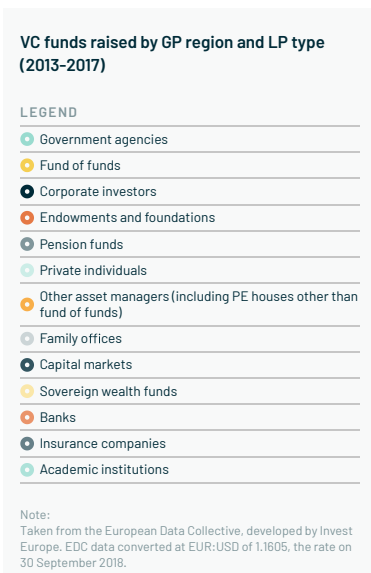 VC funds raised by GP region and LP type
(2013-2017)
LEGEND
Government agencies
Fund of funds
Corporate investors
Endowments and foundations
Pension funds
Private individuals
Other asset managers (including PE houses other than
fund of funds)
Family offices
Capital markets
Sovereign wealth funds
Banks
Insurance companies
Academic institutions
Note:
Taken from the European Data Collective, developed by Invest
Europe. EDC data converted at EUR:USD of 1.1605, the rate on
30 September 2018.